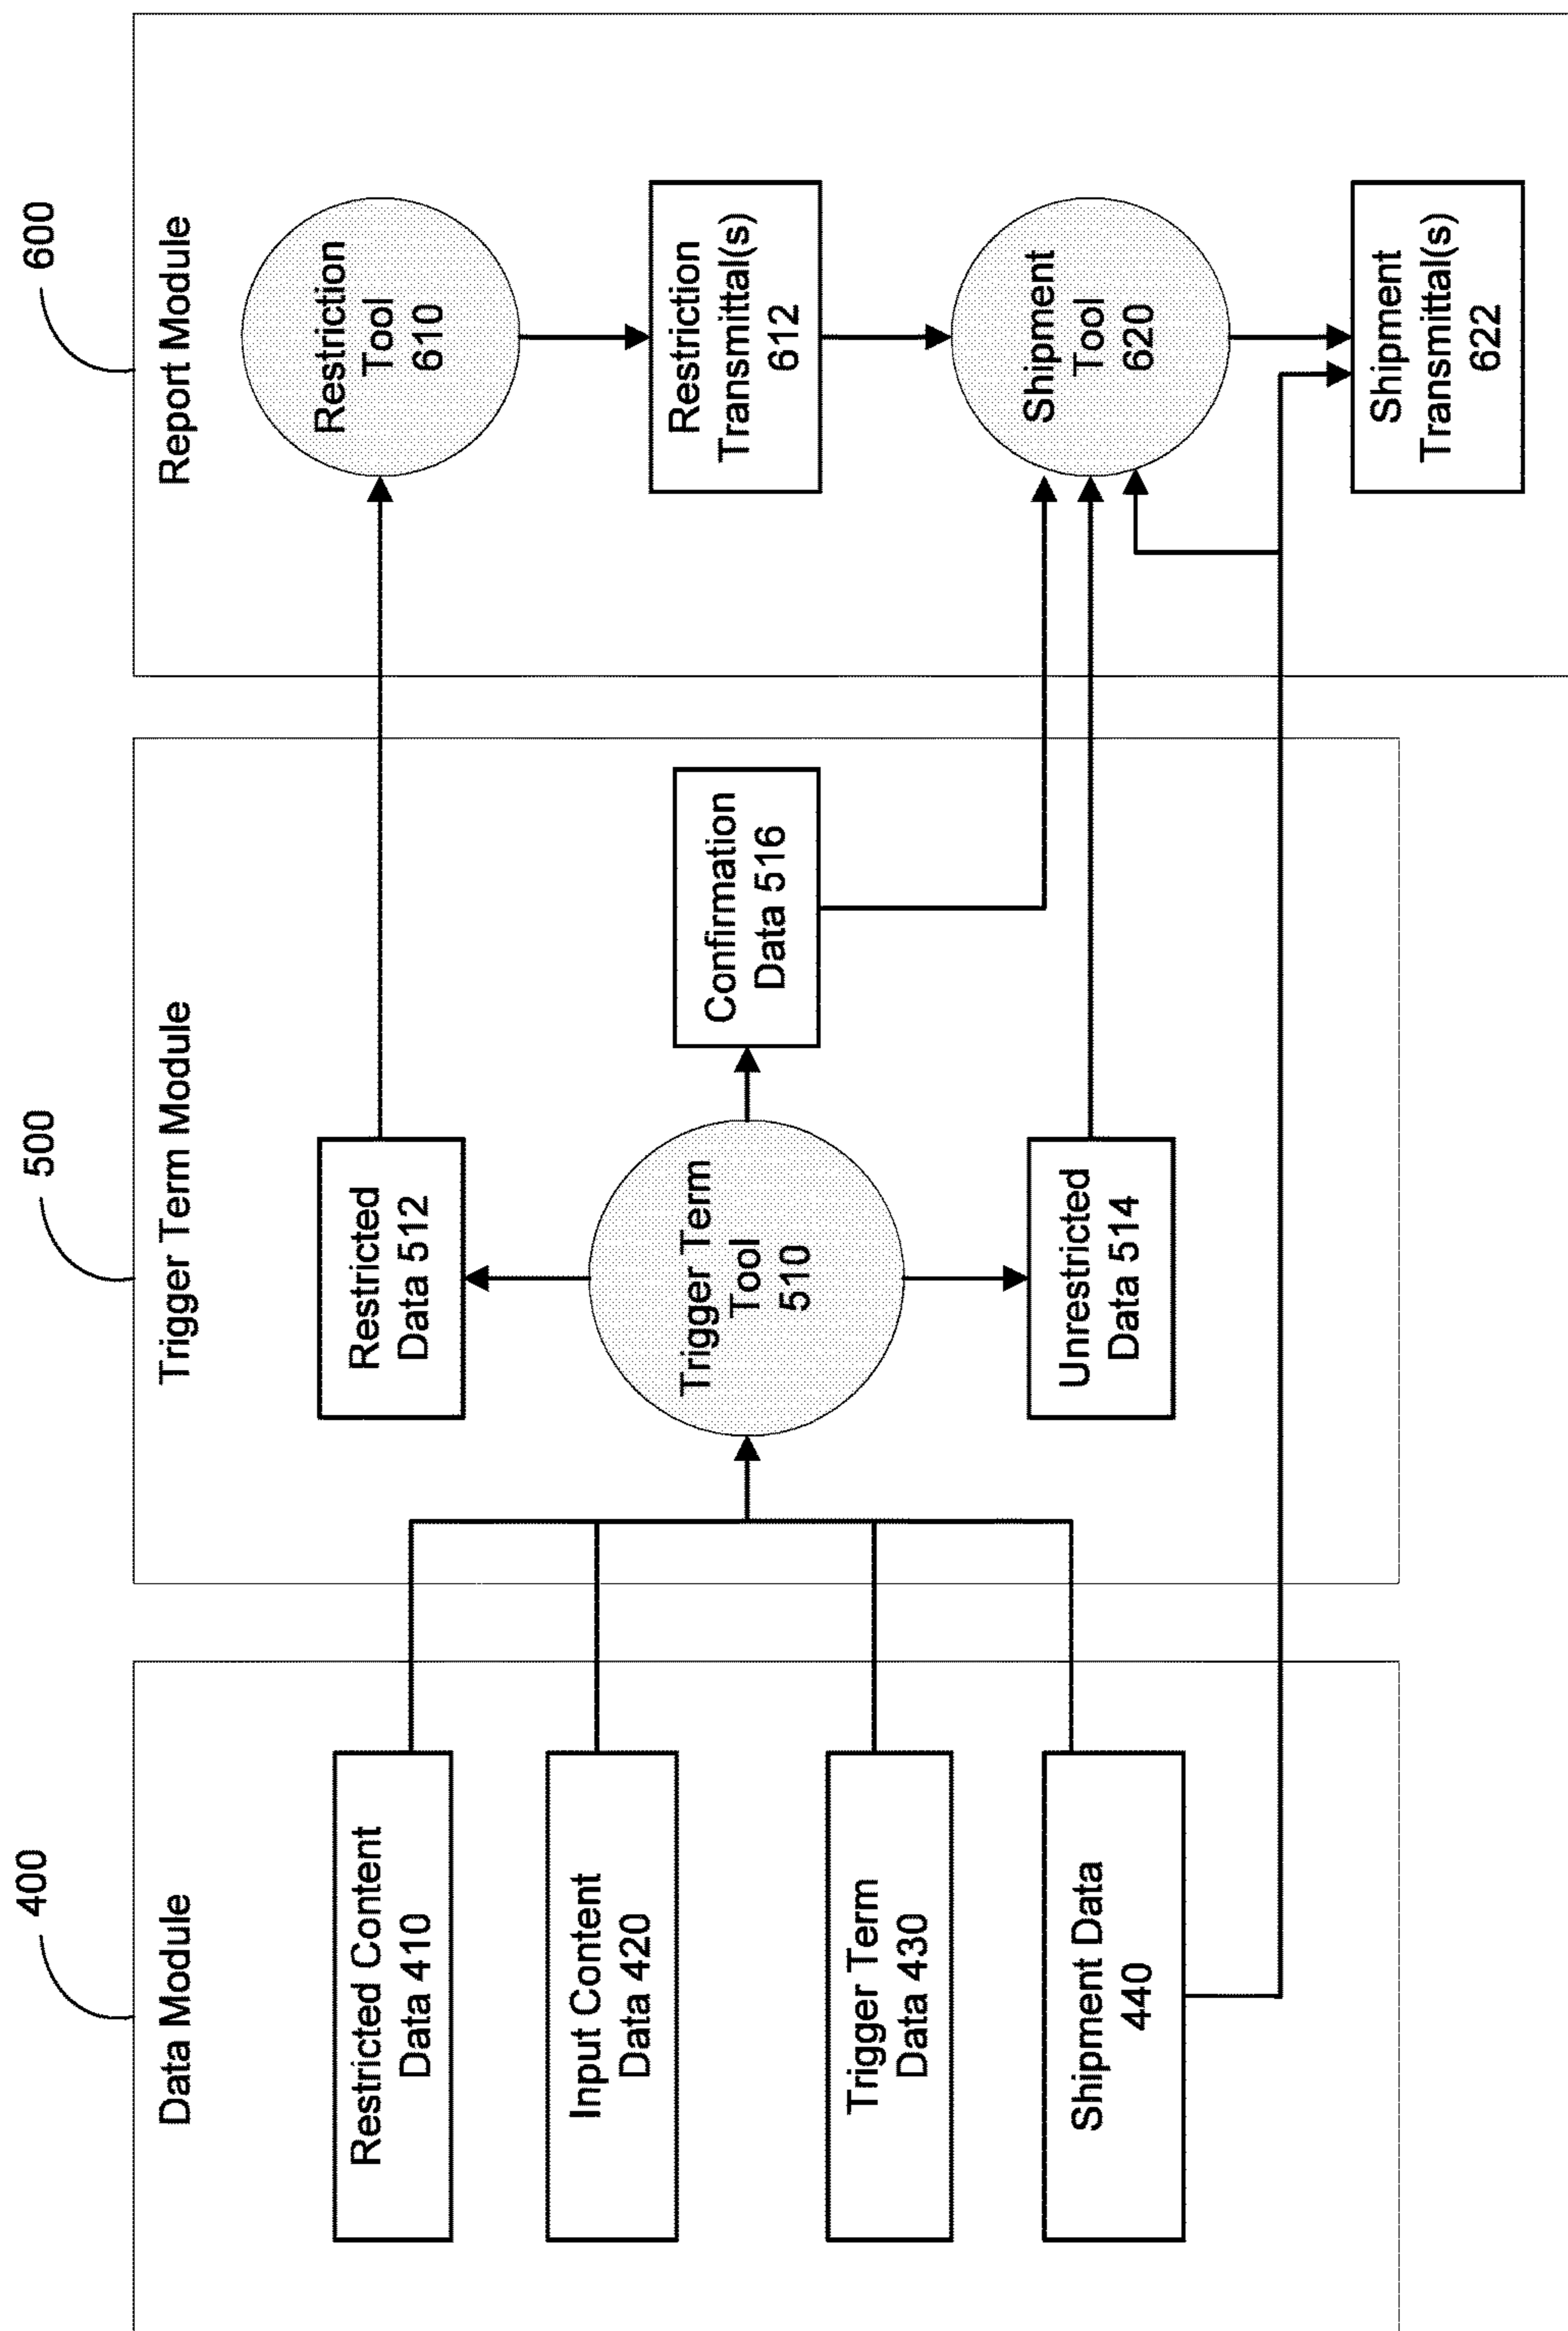 400
Data Module
Restricted Content
Data 410
Input Content
Data 420
Trigger Term
Data 430
Shipment Data
440
500
Trigger Term Module
Restricted
Data 512
Trigger Term
Tool
510
Confirmation
Data 516
Unrestricted
Data 514
600
Report Module
Restriction
Tool
610
Restriction
Transmittal(s)
612
Shipment
Tool
620
Shipment
Transmittal(s)
622